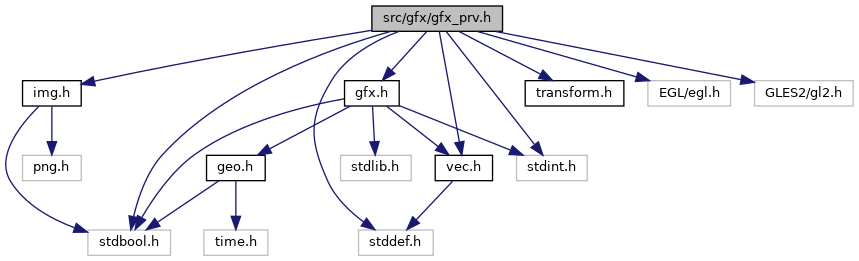 src/gfx/gfx_prv.h
img.h
gfx.h
transform.h
EGL/egl.h
GLES2/gl2.h
png.h
geo.h
stdlib.h
vec.h
stdint.h
stdbool.h
time.h
stddef.h